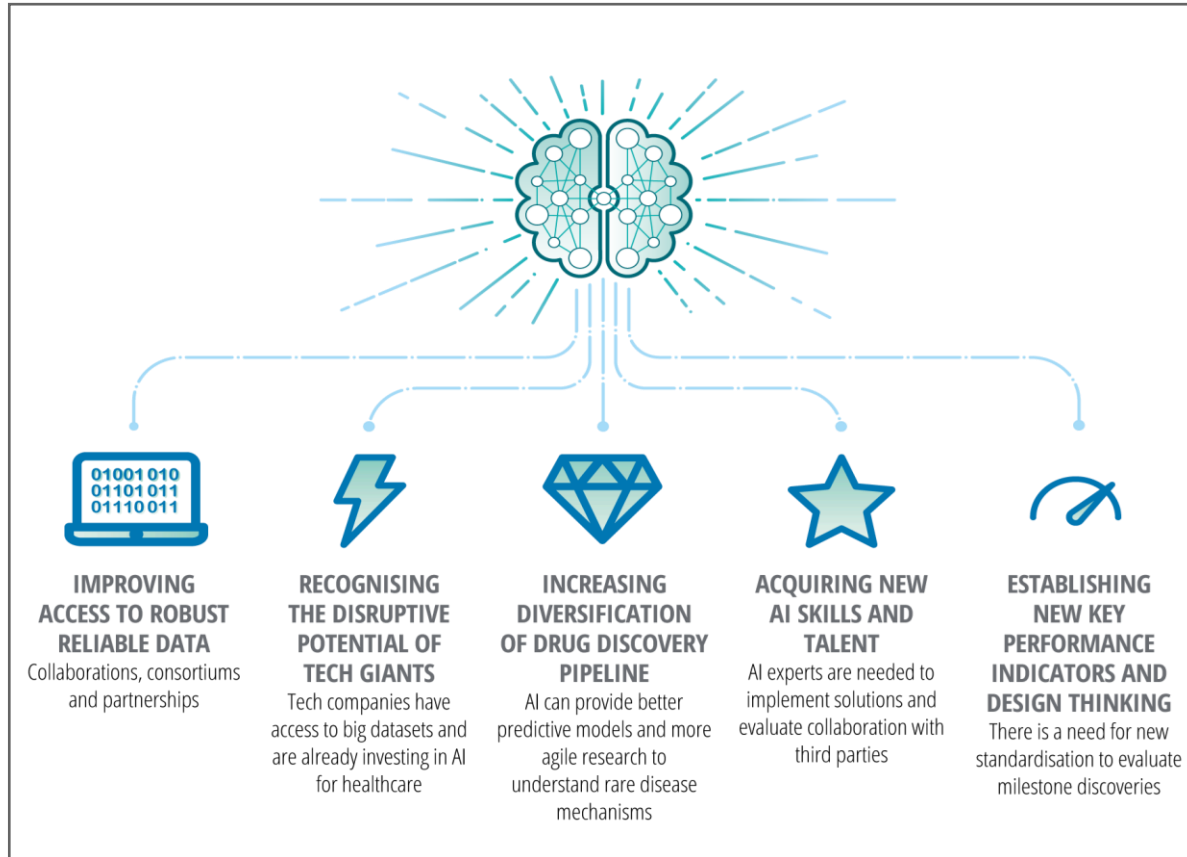 01001 010
01101 011
01110 011
IMPROVING
ACCESS TO ROBUST
RELIABLE DATA
Collaborations, consortiums
and partnerships
RECOGNISING
THE DISRUPTIVE
POTENTIAL OF
TECH GIANTS
Tech companies have
access to big datasets and
are already investing in AI
for healthcare
INCREASING
DIVERSIFICATION
OF DRUG DISCOVERY
PIPELINE
AI can provide better
predictive models and more
agile research to
understand rare disease
mechanisms
ACQUIRING NEW
AI SKILLS AND
TALENT
AI experts are needed to
implement solutions and
evaluate collaboration with
third parties
ESTABLISHING
NEW KEY
PERFORMANCE
INDICATORS AND
DESIGN THINKING
There is a need for new
standardisation to evaluate
milestone discoveries